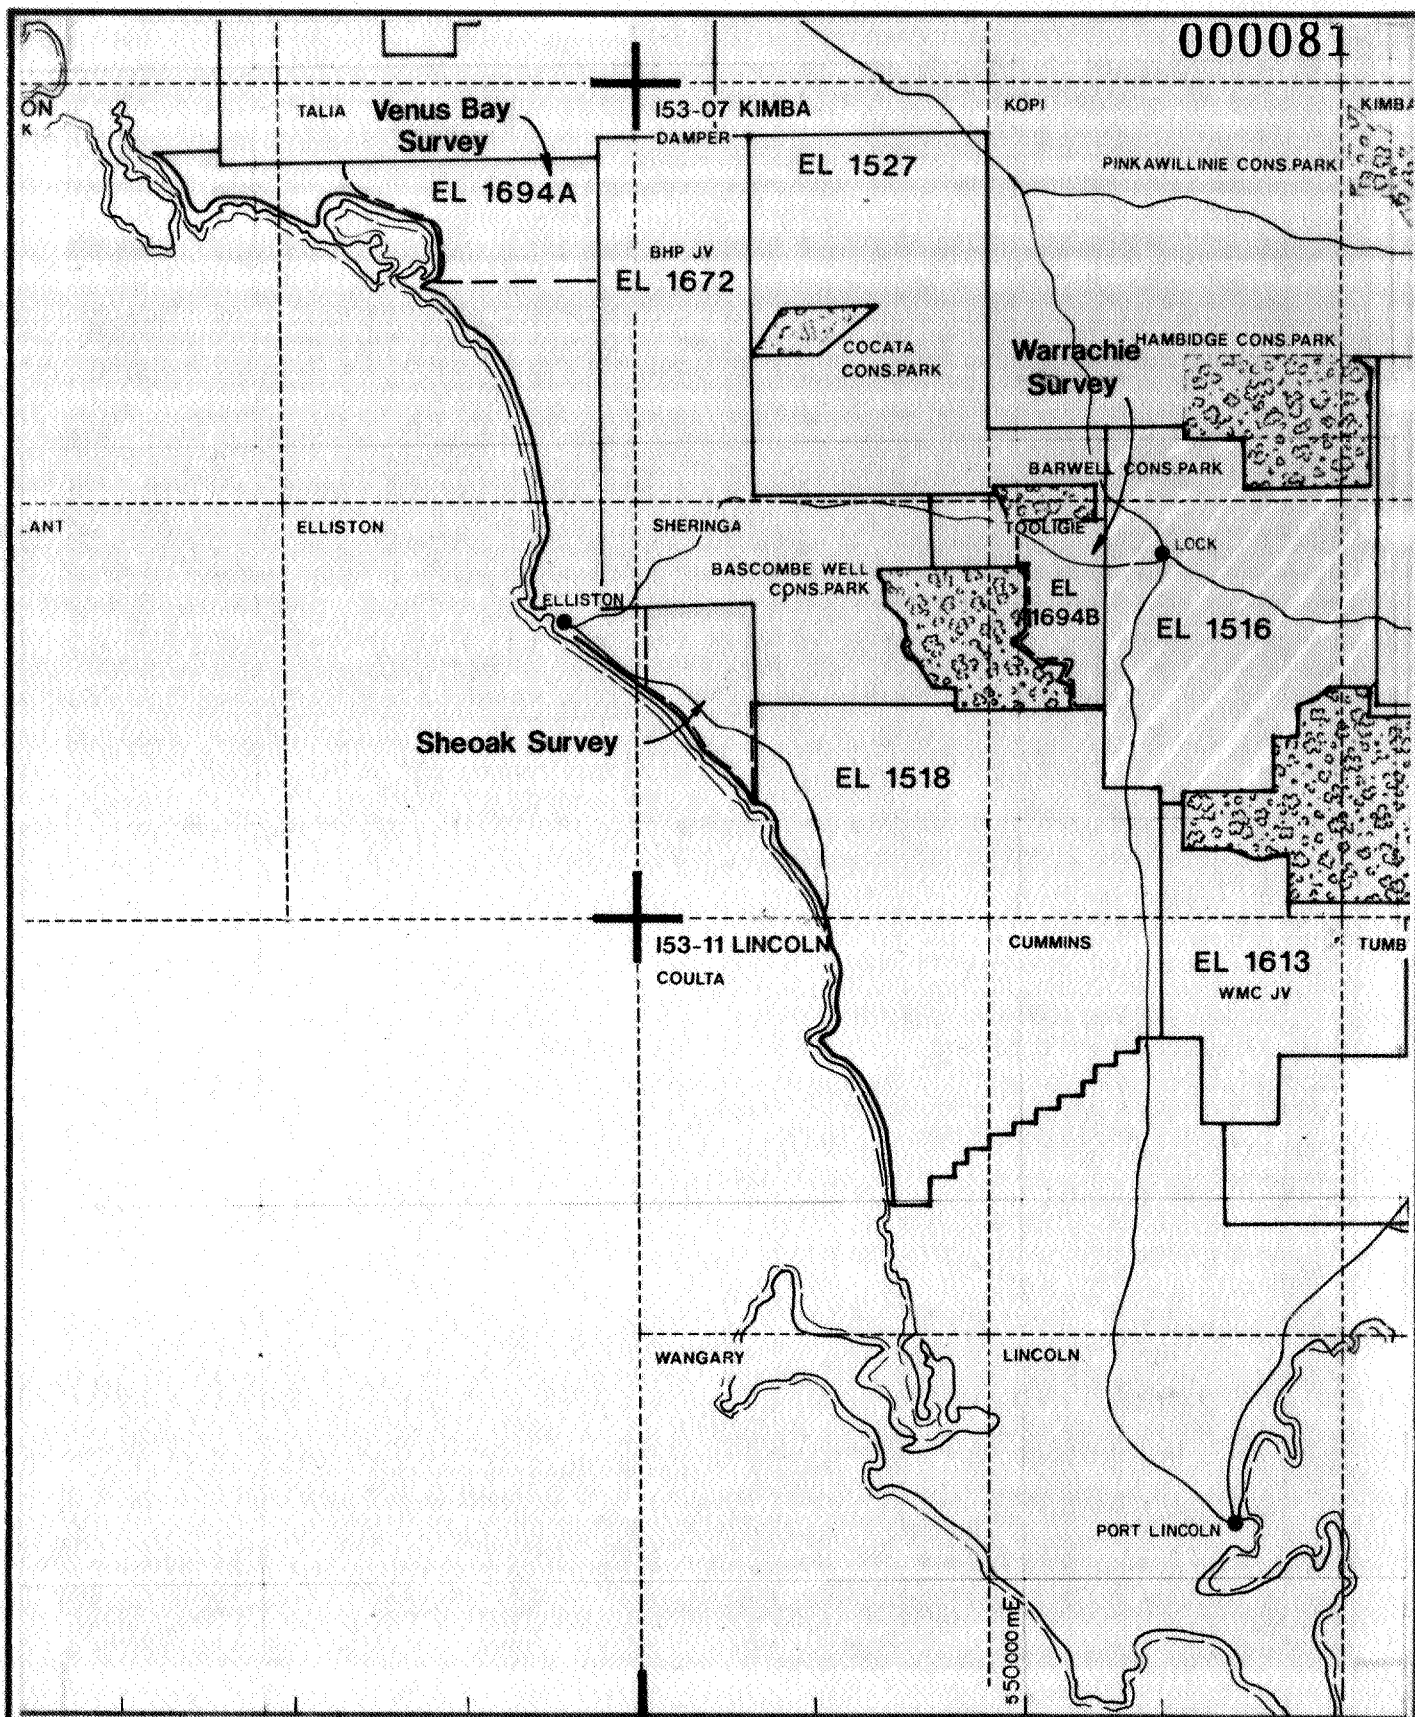 000081
ON
K
TALIA
Venus Bay
Survey
I53-07 KIMBA
DAMPER
KOPI
KIMBA
EL 1527
PINKAWILLINIE CONS.PARK
EL 1694A
BHP JV
EL 1672
COCATA
CONS.PARK
Warrachie
Survey
HAMBIDGE CONS.PARK
BARWELL CONS.PARK
LANT
ELLISTON
SHERINGA
TOOLIGIE
LOCK
BASCOMBE WELL
CONS.PARK
EL
1694B
ELLISTON
EL 1516
Sheoak Survey
EL 1518
I53-11 LINCOLN
COULTA
CUMMINS
TUMB
EL 1613
WMC JV
WANGARY
LINCOLN
PORT LINCOLN
550000mE